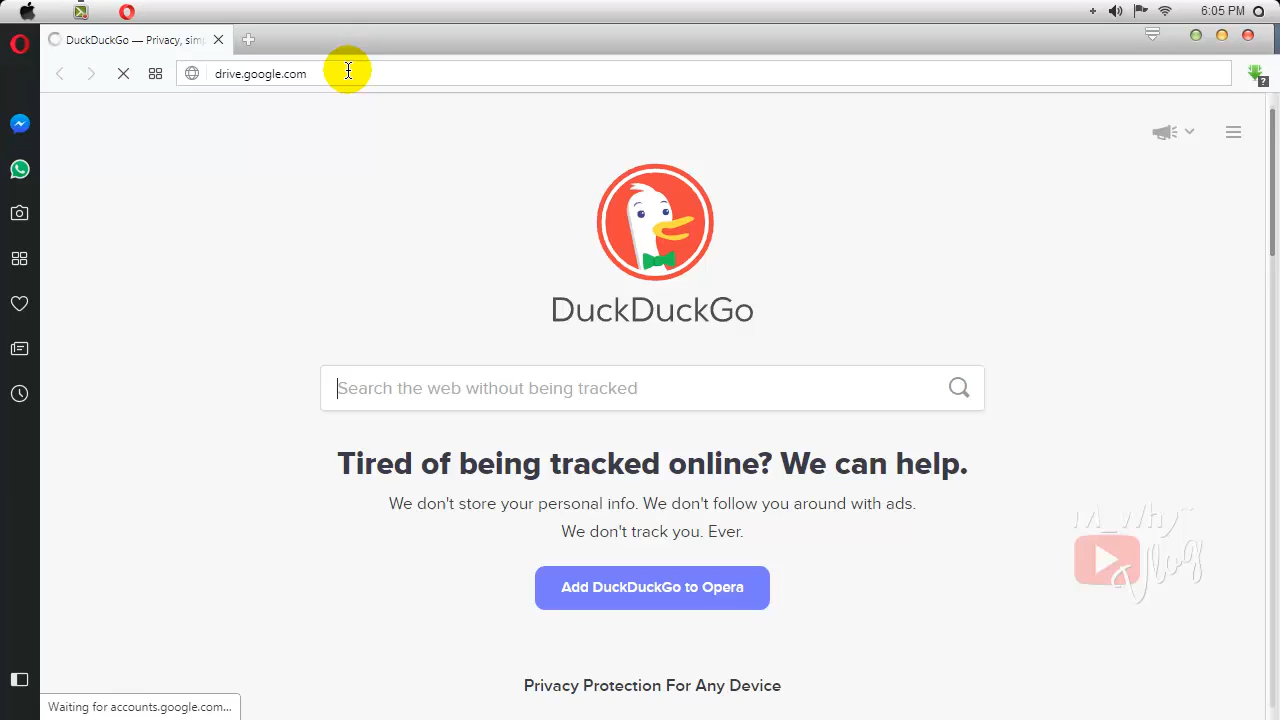 6:05 PM
DuckDuckGo — Privacy, sim
drive.google.com
DuckDuckGo
Search the web without being tracked
Tired of being tracked online? We can help.
We don't store your personal info. We don't follow you around with ads.
We don't track you. Ever.
M_Why
Vlog
Add DuckDuckGo to Opera
Privacy Protection For Any Device
Waiting for accounts.google.com...